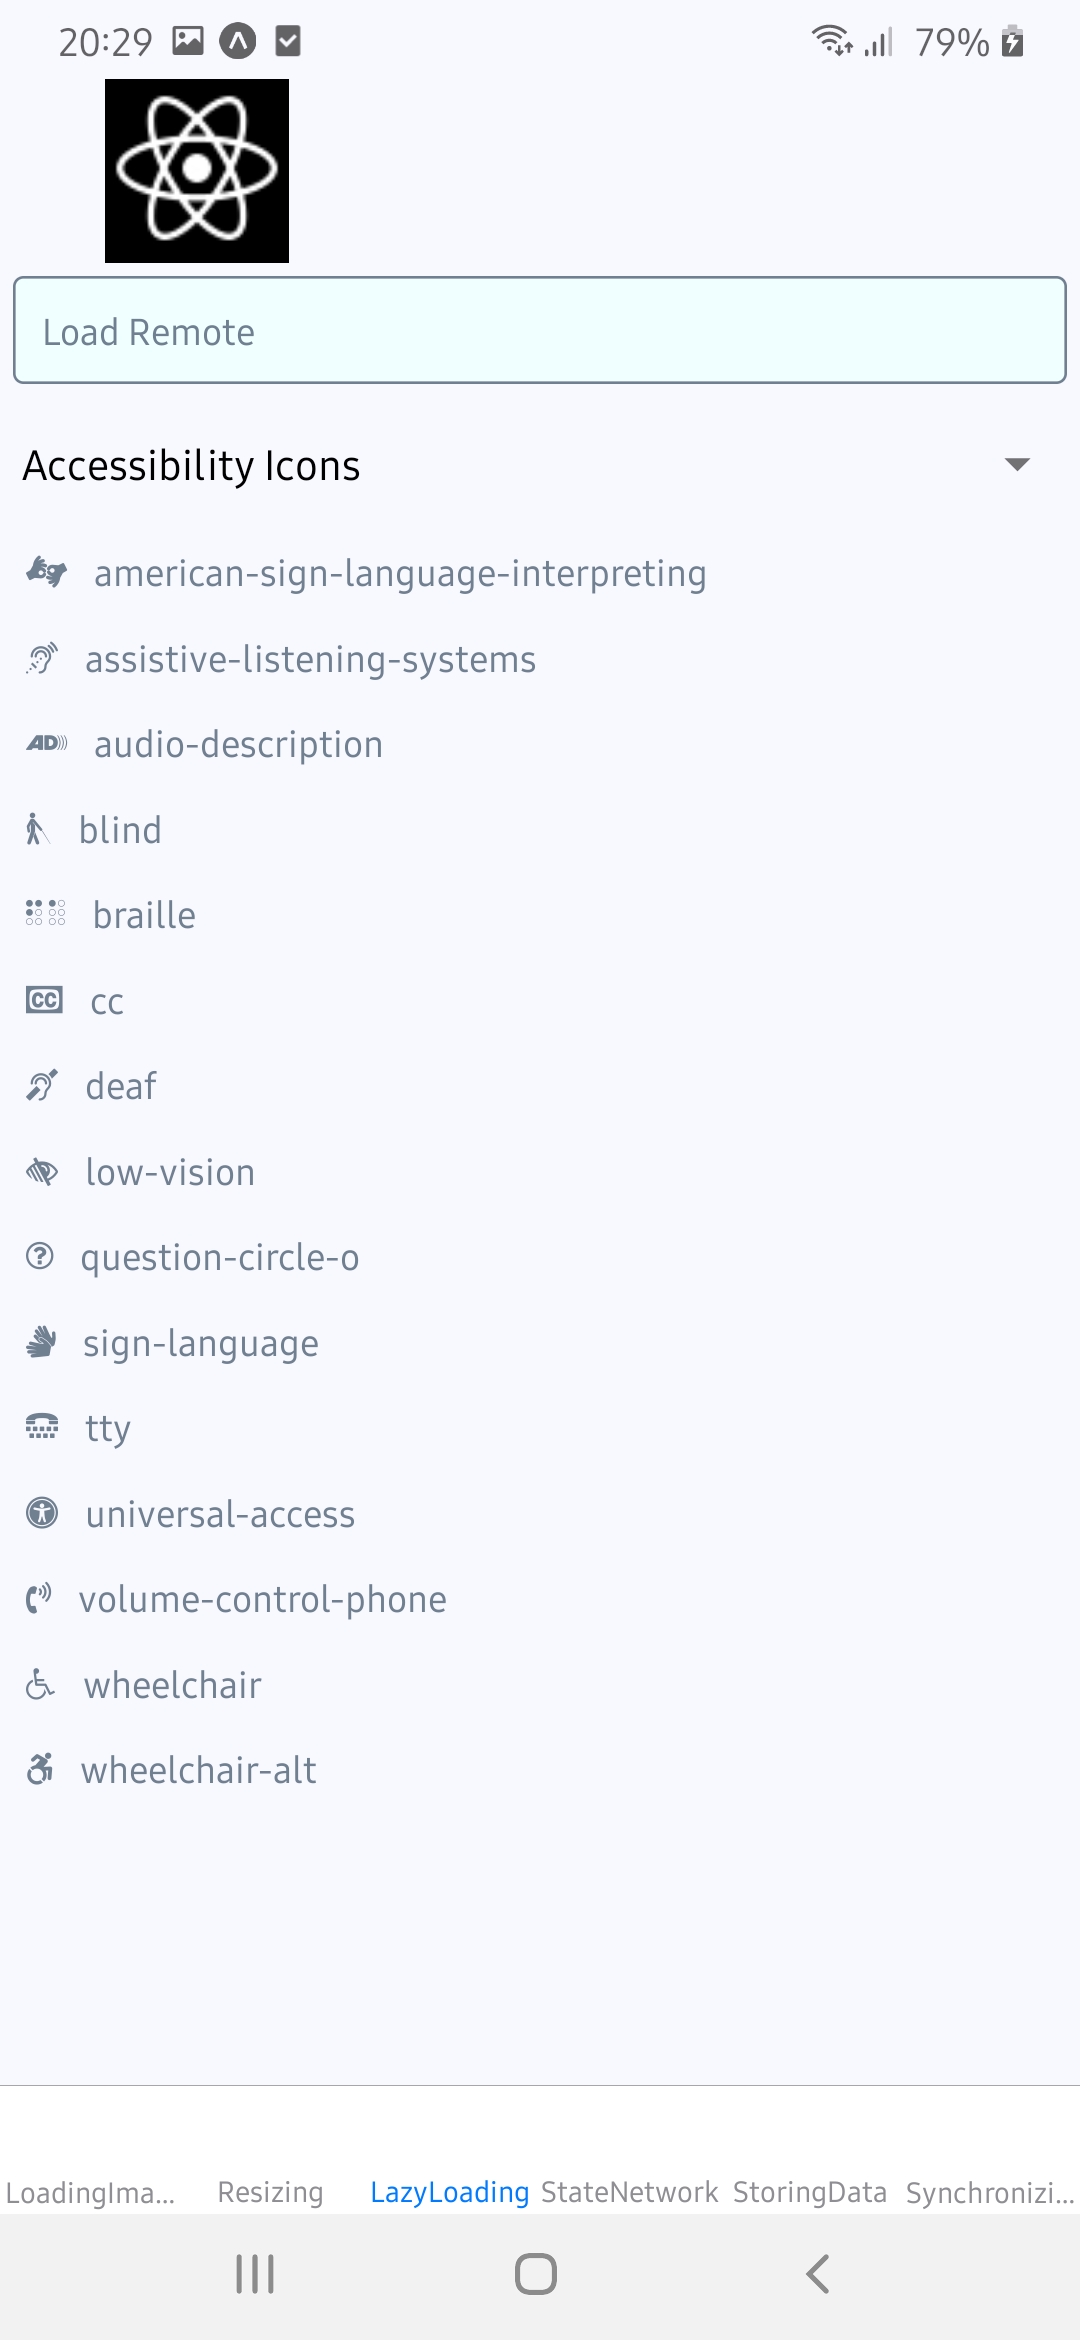 20:29 79%
Load Remote
Accessibility Icons
american-sign-language-interpreting
assistive-listening-systems
AD audio-description
blind
braille
CC cc
deaf
low-vision
question-circle-o
sign-language
tty
universal-access
volume-control-phone
wheelchair
wheelchair-alt
LoadingIma... Resizing LazyLoading StateNetwork StoringData Synchronizi...